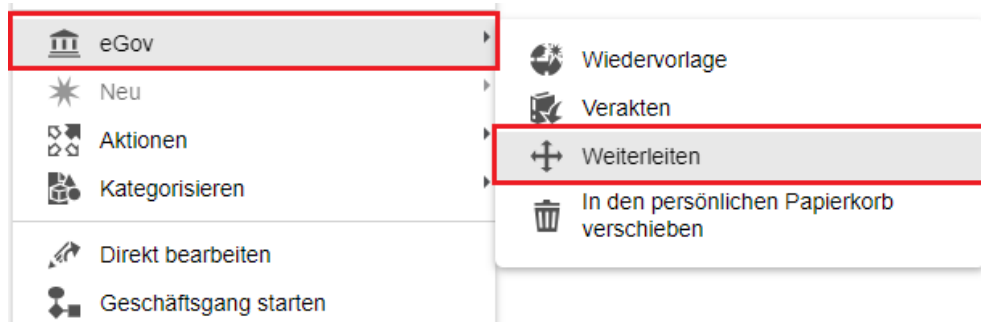 eGov
Neu
Aktionen
Kategorisieren
Direkt bearbeiten
Geschäftsgang starten
Wiedervorlage
Verakten
Weiterleiten
In den persönlichen Papierkorb
verschieben